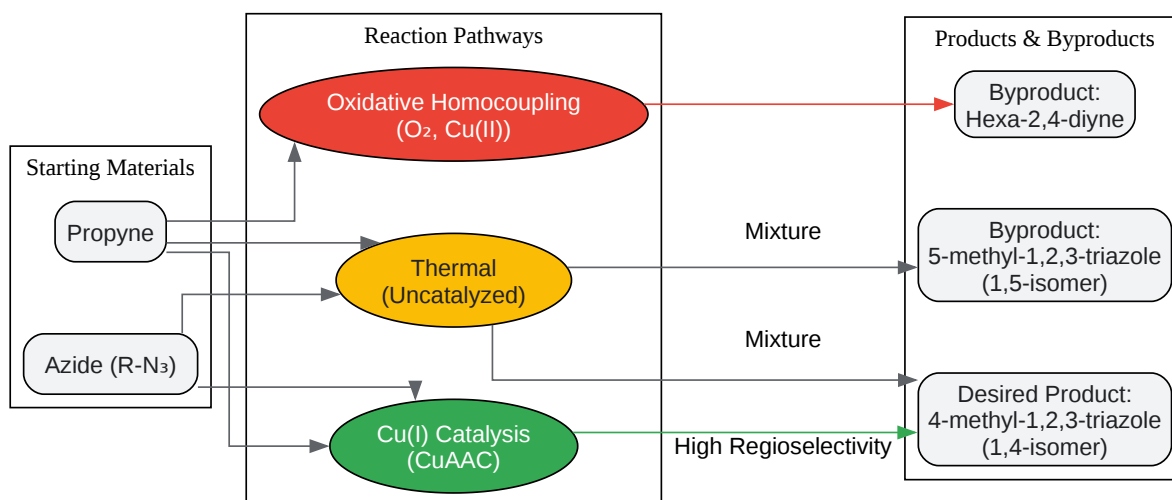 Starting Materials
Propyne
Azide (R-N₃)
Reaction Pathways
Oxidative Homocoupling
(O₂, Cu(II))
Thermal
(Uncatalyzed)
Cu(I) Catalysis
(CuAAC)
Mixture
Mixture
High Regioselectivity
Products & Byproducts
Byproduct:
Hexa-2,4-diyne
Byproduct:
5-methyl-1,2,3-triazole
(1,5-isomer)
Desired Product:
4-methyl-1,2,3-triazole
(1,4-isomer)